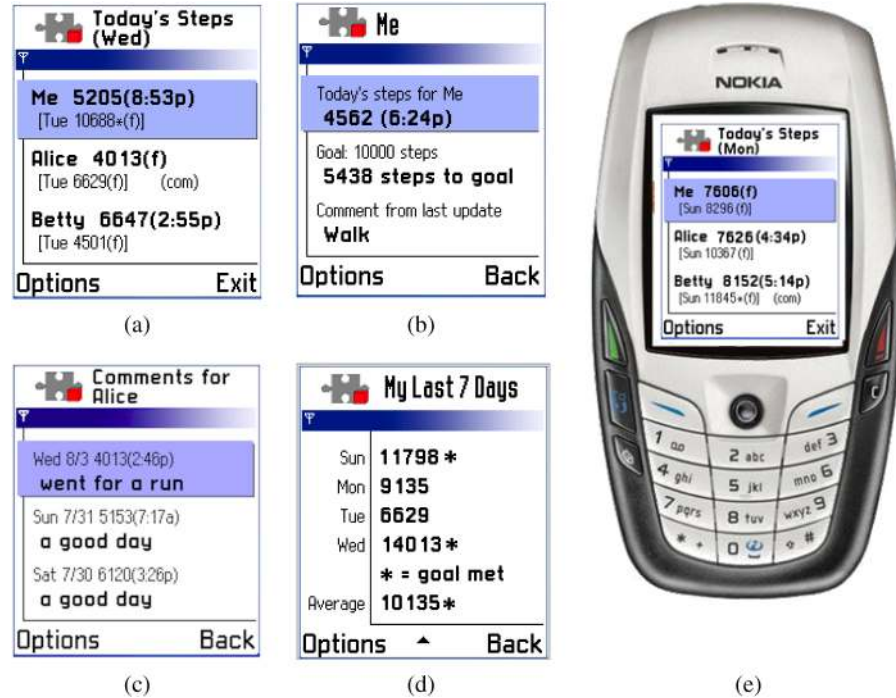 Today's Steps
(Wed)
Me 5205(8:53p)
[Tue 10688*(f)]
Alice 4013(f)
[Tue 6629(f)] (com)
Betty 6647(2:55p)
[Tue 4501(f)]
Options Exit
(a)
Me
Today's steps for Me
4562 (6:24p)
Goal: 10000 steps
5438 steps to goal
Comment from last update
Walk
Options Back
(b)
Comments for
Alice
Wed 8/3 4013(2:46p)
went for a run
Sun 7/31 5153(7:17a)
a good day
Sat 7/30 6120(3:26p)
a good day
Options Back
(c)
My Last 7 Days
Sun 11798 *
Mon 9135
Tue 6629
Wed 14013 *
* = goal met
Average 10135*
Options Back
(d)
NOKIA
Today's Steps
(Mon)
Me 7606(f)
[Sun 8296(f)]
Alice 7626(4:34p)
[Sun 10367(f)]
Betty 8152(5:14p)
[Sun 11845*(f)] (com)
Options Exit
1 2 abc def 3
4 ghi 5 jkl mno 6
7 pqrs 8 tuv wxyz 9
* + 0 #
(e)